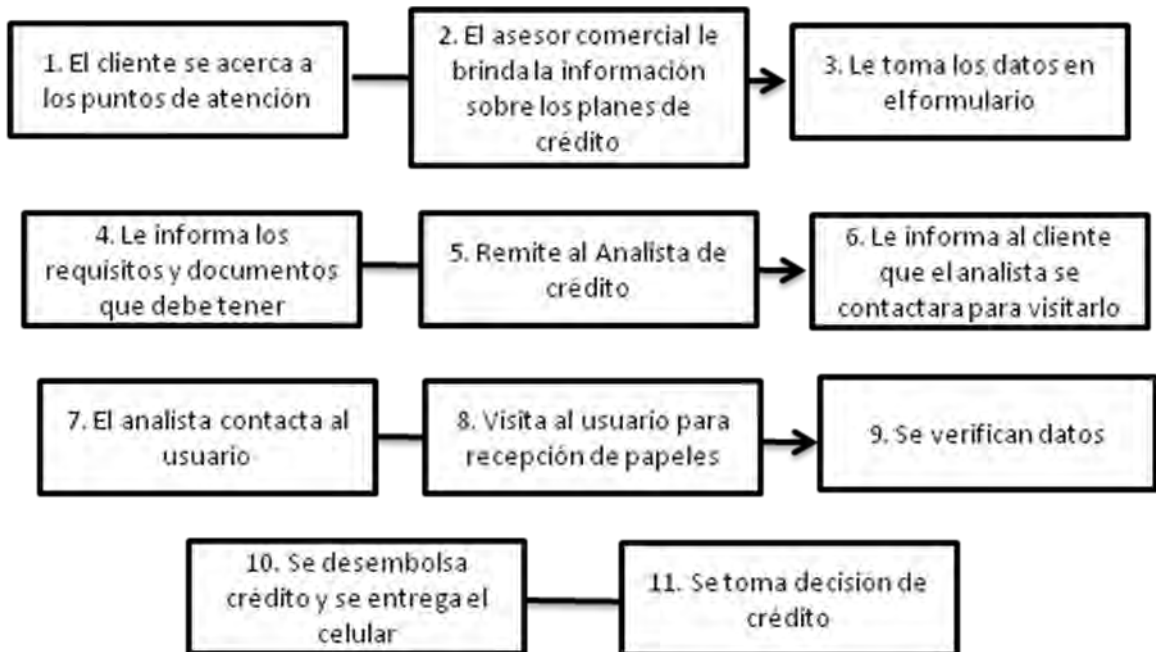 1. El cliente se acerca a
los puntos de atención
2. El asesor comercial le
brinda la información
sobre los planes de
crédito
3. Le toma los datos en
el formulario
4. Le informa los
requisitos y documentos
que debe tener
5. Remite al Analista de
crédito
6. Le informa al cliente
que el analista se
contactara para visitarlo
7. El analista contacta al
usuario
8. Visita al usuario para
recepción de papeles
9. Se verifican datos
10. Se desembolsa
crédito y se entrega el
celular
11. Se toma decisión de
crédito